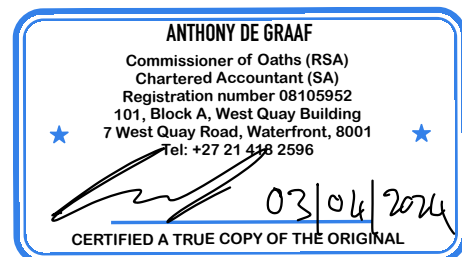 ANTHONY DE GRAAF
Commissioner of Oaths (RSA)
Chartered Accountant (SA)
Registration number 08105952
101, Block A, West Quay Building
7 West Quay Road, Waterfront, 8001
Tel: +27 21 418 2596
03/04/2024
CERTIFIED A TRUE COPY OF THE ORIGINAL